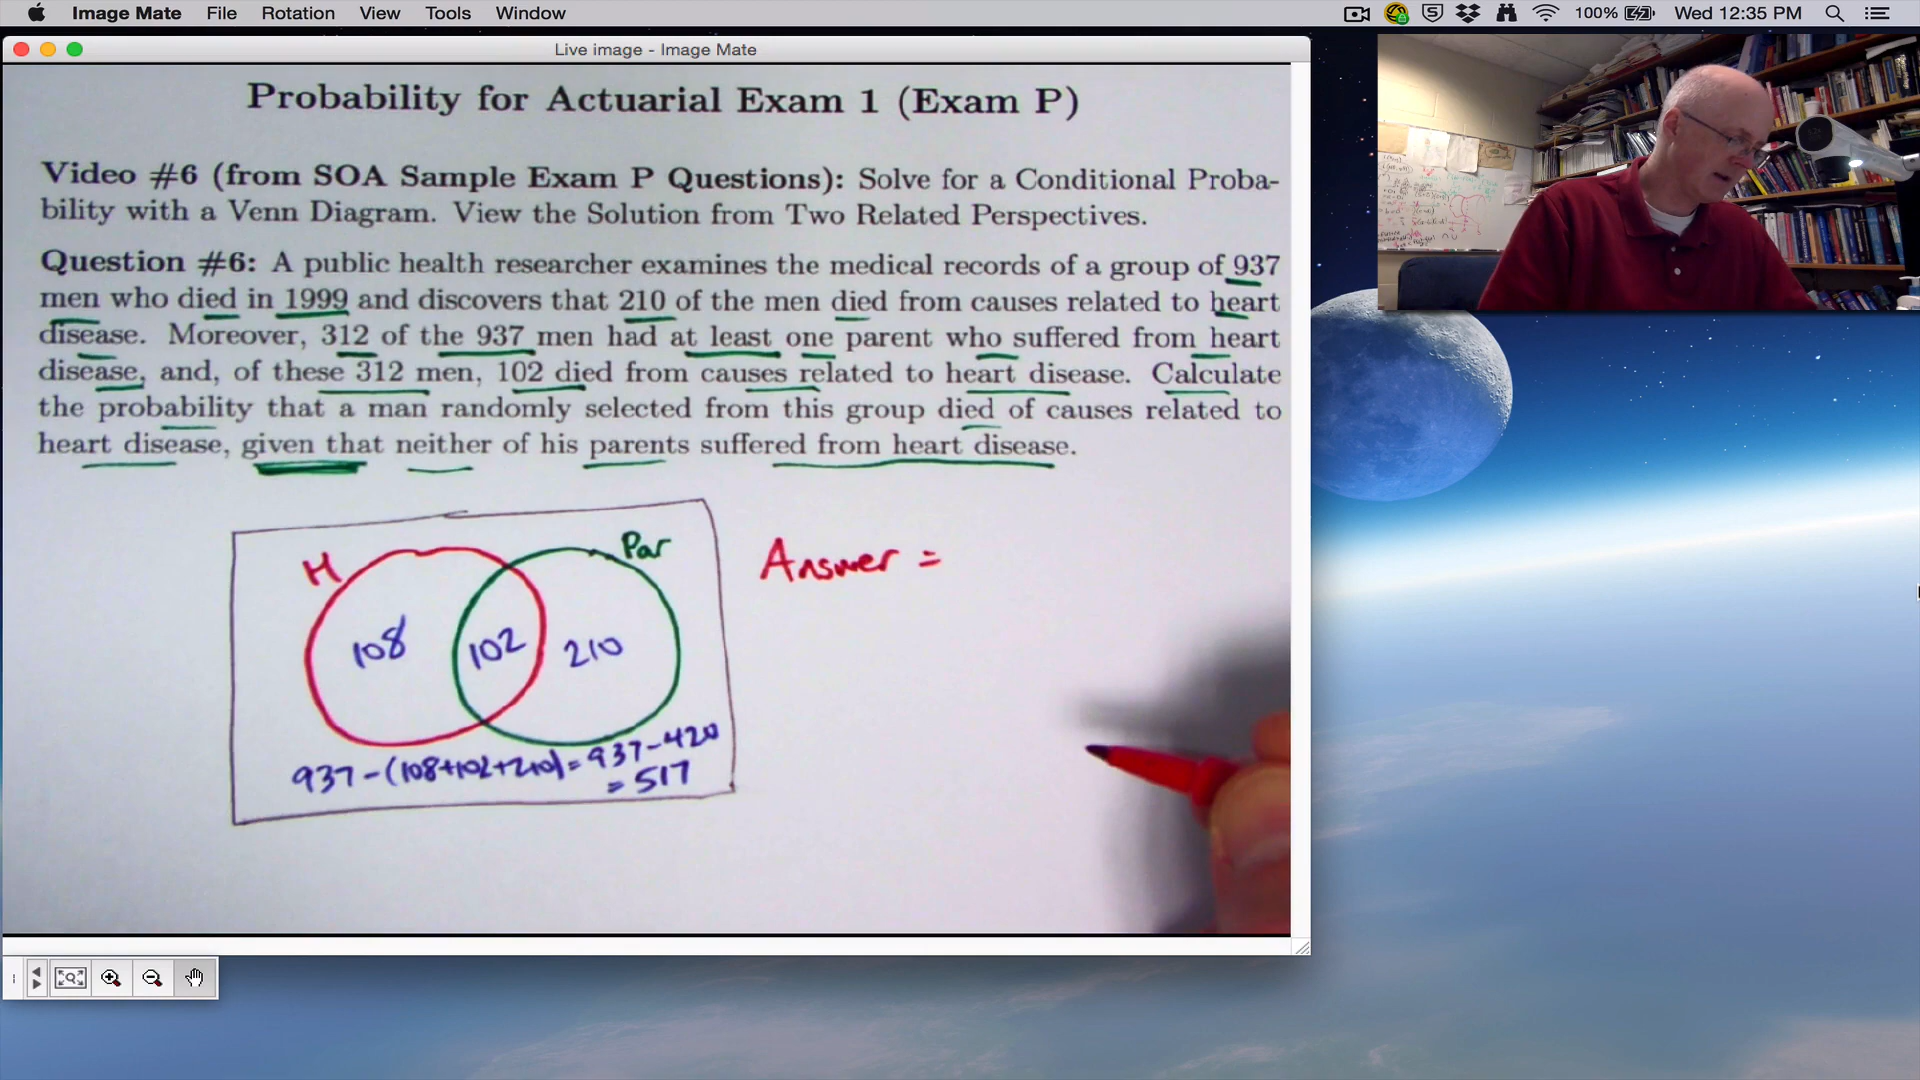 Image Mate File Rotation View Tools Window 100% Wed 12:35 PM
Live image - Image Mate
Probability for Actuarial Exam 1 (Exam P)
Video #6 (from SOA Sample Exam P Questions): Solve for a Conditional Proba-
bility with a Venn Diagram. View the Solution from Two Related Perspectives.
Question #6: A public health researcher examines the medical records of a group of 937
men who died in 1999 and discovers that 210 of the men died from causes related to heart
disease. Moreover, 312 of the 937 men had at least one parent who suffered from heart
disease, and, of these 312 men, 102 died from causes related to heart disease. Calculate
the probability that a man randomly selected from this group died of causes related to
heart disease, given that neither of his parents suffered from heart disease.
H Par
Answer =
108 102 210
937-(108+102+210)=937-420
=517